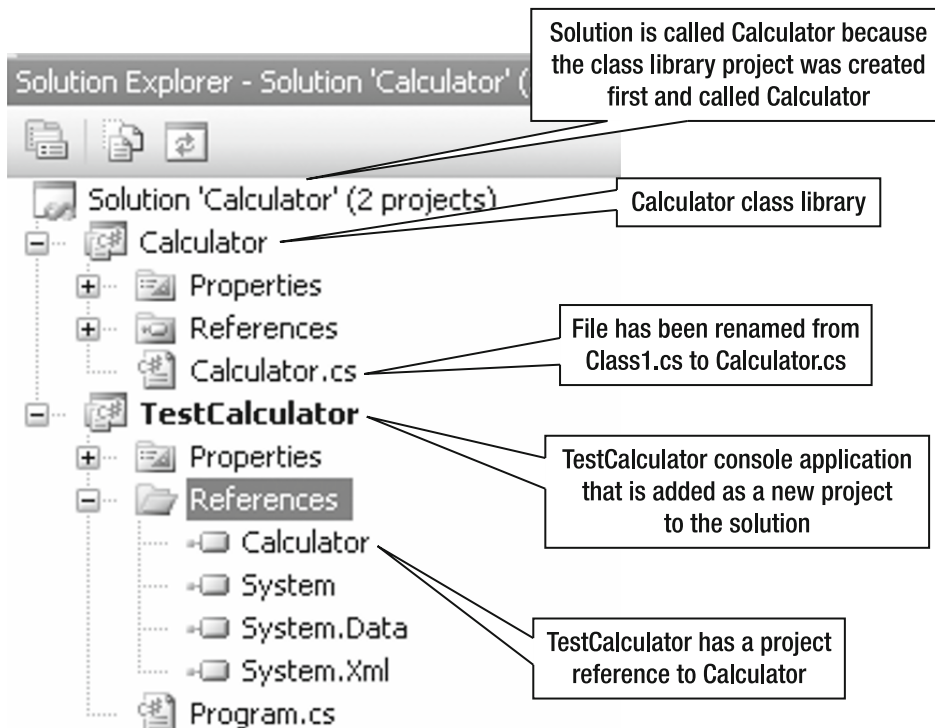 Solution is called Calculator because
the class library project was created
first and called Calculator
Solution Explorer - Solution 'Calculator' (
Solution 'Calculator' (2 projects)
Calculator class library
Calculator
Properties
References
File has been renamed from
Class1.cs to Calculator.cs
Calculator.cs
TestCalculator
Properties
TestCalculator console application
that is added as a new project
to the solution
References
Calculator
System
System.Data
TestCalculator has a project
reference to Calculator
System.Xml
Program.cs